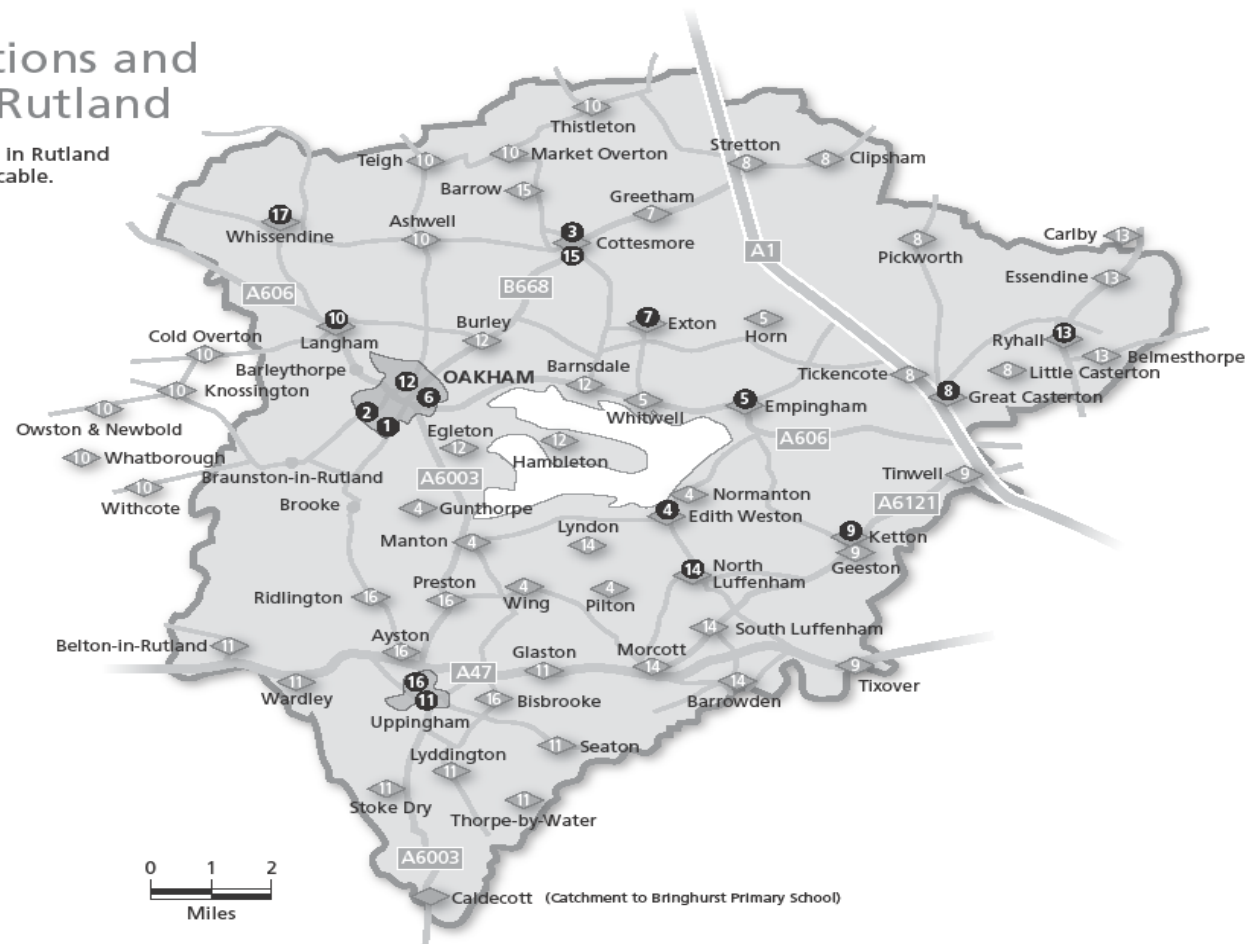 tions and
Rutland
in Rutland
cable.
10
Thistleton
Teigh 10
10 Market Overton
Stretton
8
8 Clipsham
Barrow 15
Greetham
7
17
Whissendine
Ashwell
10
3
Cottesmore
15
A1
8
Pickworth
Carlby 13
Essendine
13
A606
B668
10
Langham
Burley
12
7 Exton
5
Horn
13
Ryhall
13 Belmesthorpe
Cold Overton
10
Barleythorpe
10 Knossington
OAKHAM
12
6
2
1
Barnsdale
12
Tickencote 8
8 Little Casterton
8
Great Casterton
10
Owston & Newbold
5
Whitwell
5 Empingham
A606
Egleton
12
12
Hambleton
10 Whatborough
Braunston-in-Rutland
A6003
Tinwell 9
10
Withcote
Brooke
4 Gunthorpe
4 Normanton
4 Edith Weston
A6121
Manton 4
Lyndon
14
9 Ketton
9
Geeston
14 North
Luffenham
Ridlington 16
Preston
16
4
Wing
4
Pilton
Belton-in-Rutland 11
Ayston
16
14 South Luffenham
A47
Glaston
11
Morcott
14
9
Tixover
11
Wardley
16
11
Uppingham
16 Bisbrooke
14
Barrowden
Lyddington
11
11 Seaton
11
Stoke Dry
11
Thorpe-by-Water
A6003
0 1 2
Miles
Caldecott (Catchment to Bringhurst Primary School)